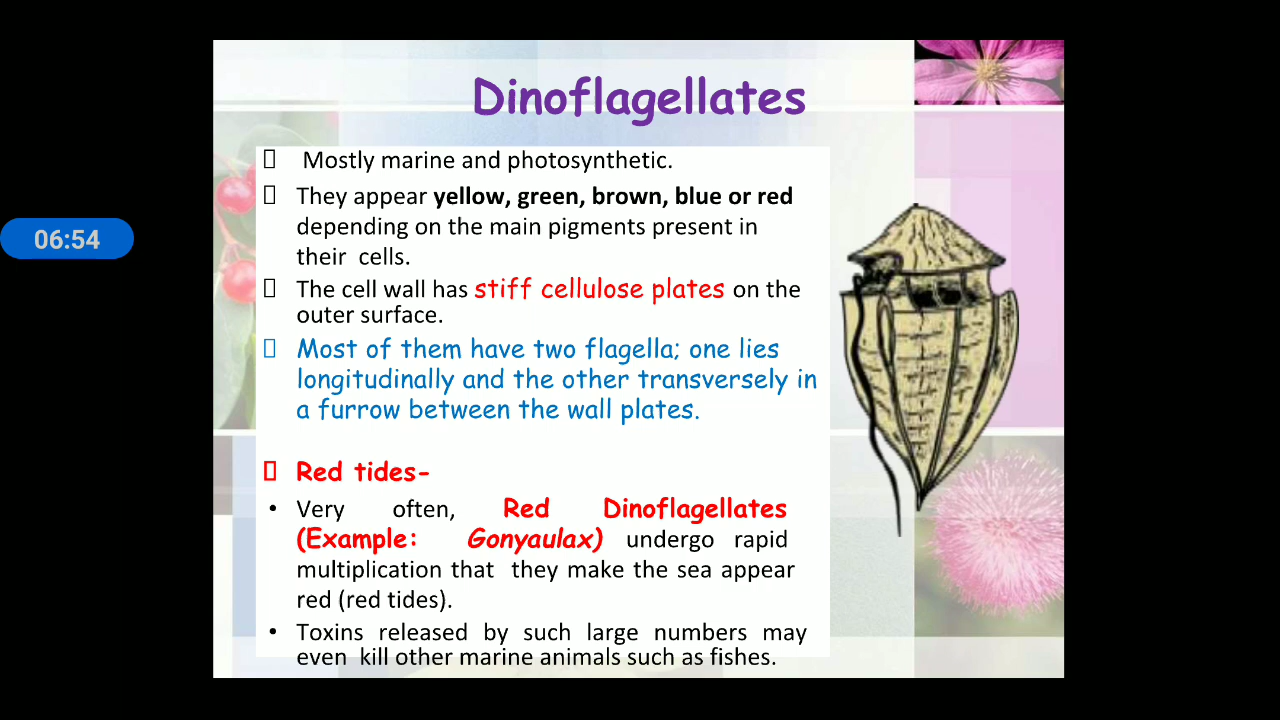 Dinoflagellates
Mostly marine and photosynthetic.
They appear yellow, green, brown, blue or red
depending on the main pigments present in
their cells.
06:54
The cell wall has stiff cellulose plates on the
outer surface.
Most of them have two flagella; one lies
longitudinally and the other transversely in
a furrow between the wall plates.
Red tides-
• Very often, Red Dinoflagellates
(Example: Gonyaulax) undergo rapid
multiplication that they make the sea appear
red (red tides).
• Toxins released by such large numbers may
even kill other marine animals such as fishes.